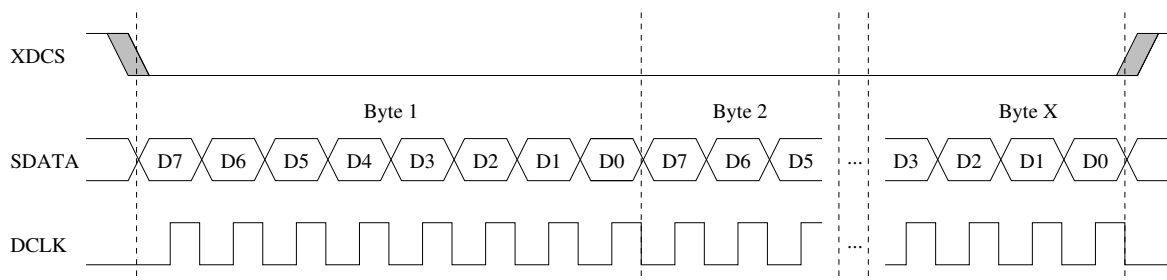 XDCS
Byte 1 Byte 2 Byte X
SDATA D7 D6 D5 D4 D3 D2 D1 D0 D7 D6 D5 ... D3 D2 D1 D0
DCLK ...